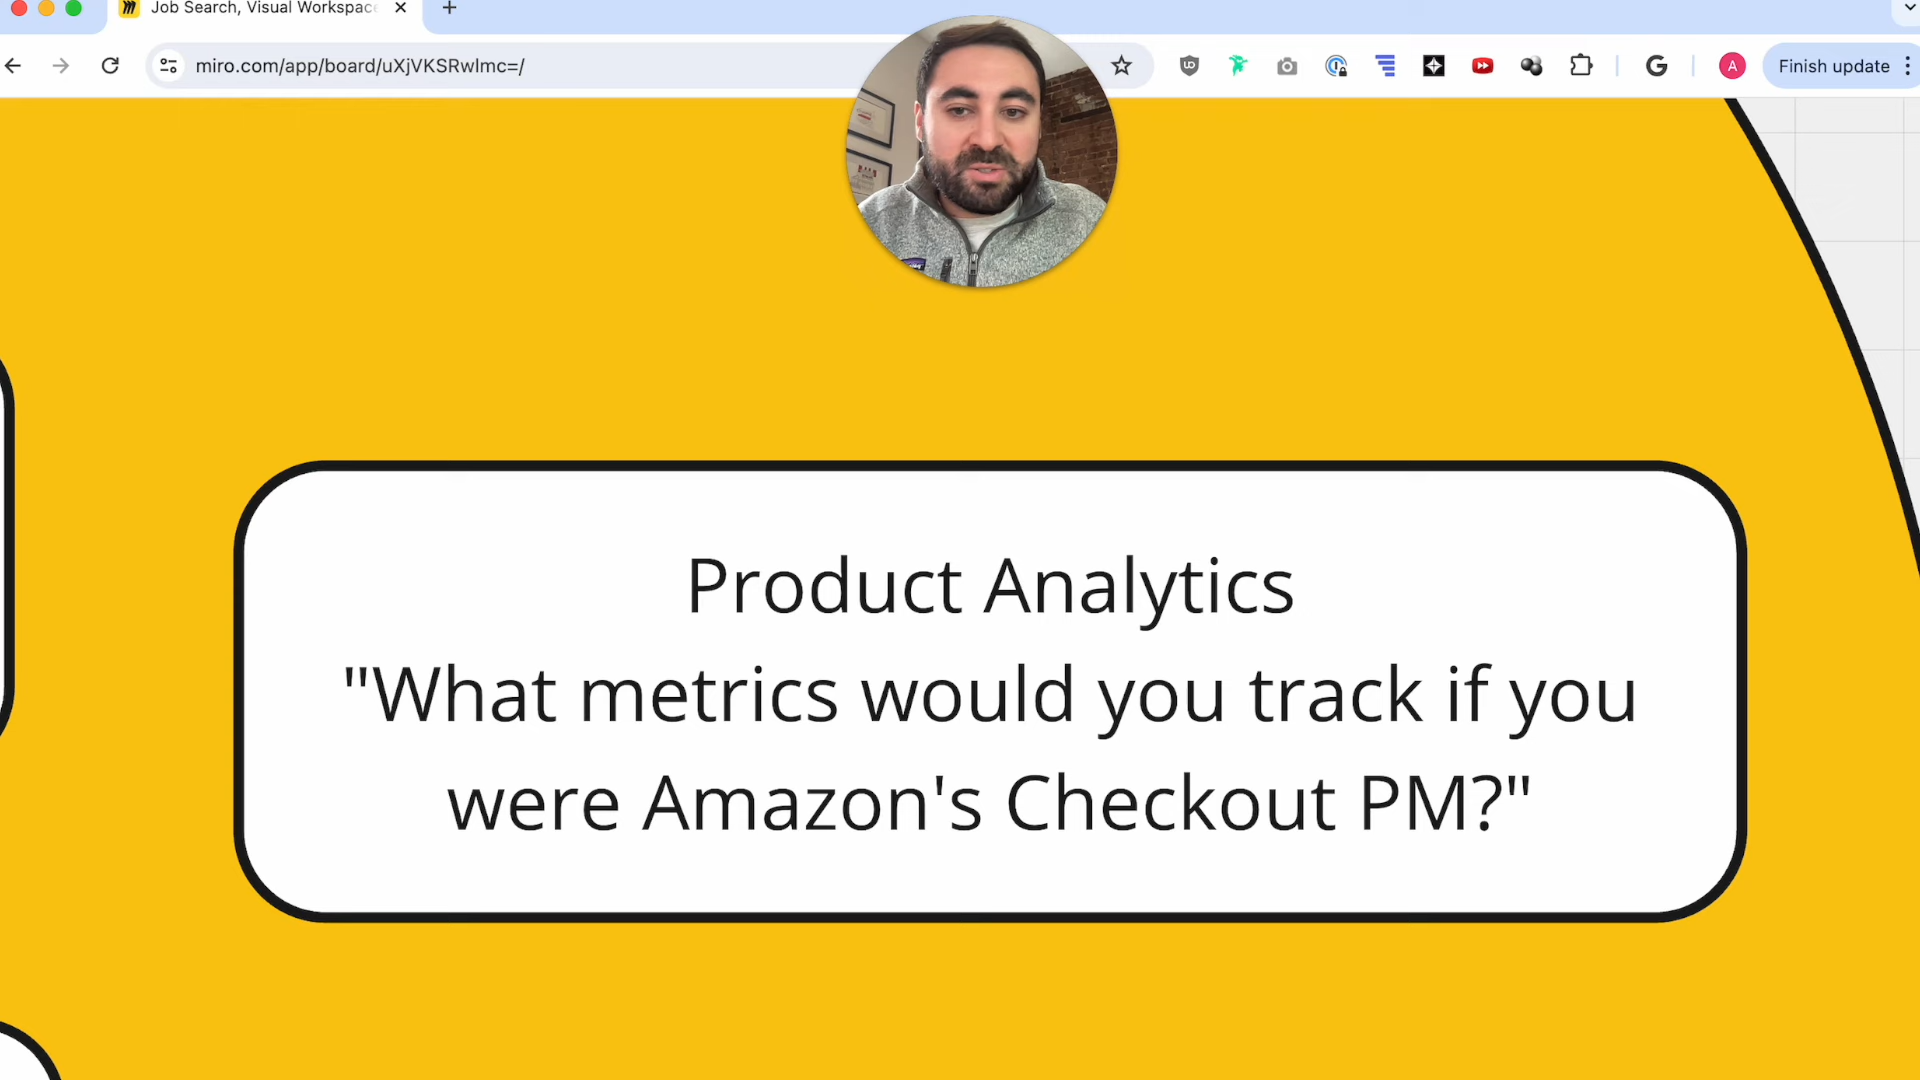 Job Search, Visual Workspace
miro.com/app/board/uXjVKSRwlmc=/
A
Finish update
Product Analytics
"What metrics would you track if you
were Amazon's Checkout PM?"